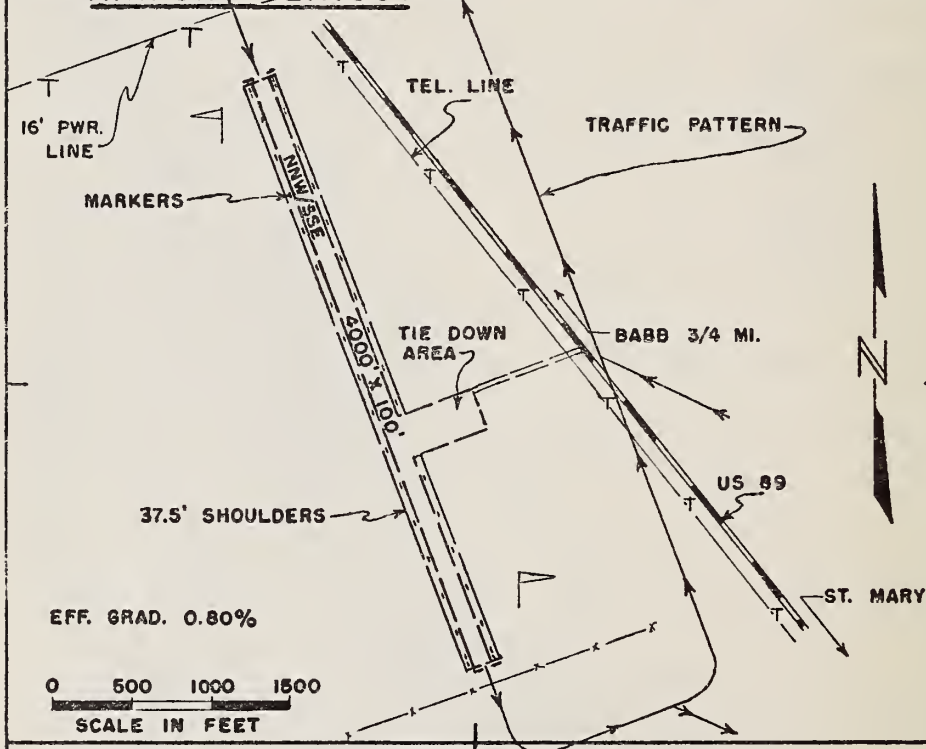 TEL. LINE
16' PWR.
LINE
TRAFFIC PATTERN
MARKERS
NNW/SSE
4000' X 100'
TIE DOWN
AREA
BABB 3/4 MI.
N
US 89
37.5' SHOULDERS
ST. MARY
EFF. GRAD. 0.80%
0 500 1000 1500
SCALE IN FEET